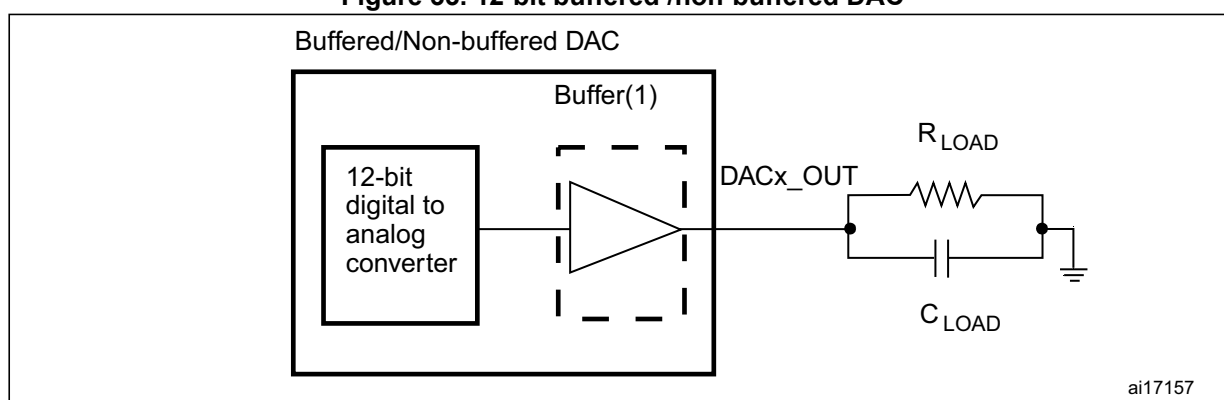 Buffered/Non-buffered DAC
Buffer(1)
12-bit
digital to
analog
converter
DACx_OUT
R LOAD
C LOAD
ai17157